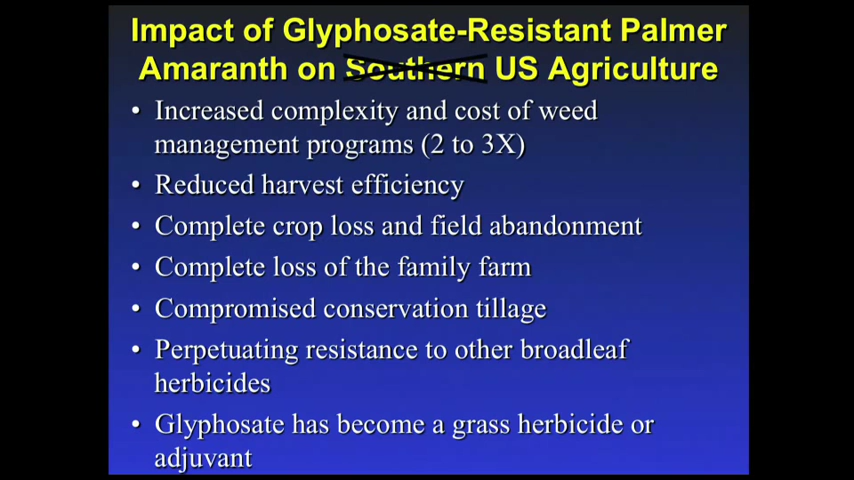 Impact of Glyphosate-Resistant Palmer
Amaranth on Southern US Agriculture
• Increased complexity and cost of weed
management programs (2 to 3X)
• Reduced harvest efficiency
• Complete crop loss and field abandonment
• Complete loss of the family farm
• Compromised conservation tillage
• Perpetuating resistance to other broadleaf
herbicides
• Glyphosate has become a grass herbicide or
adjuvant